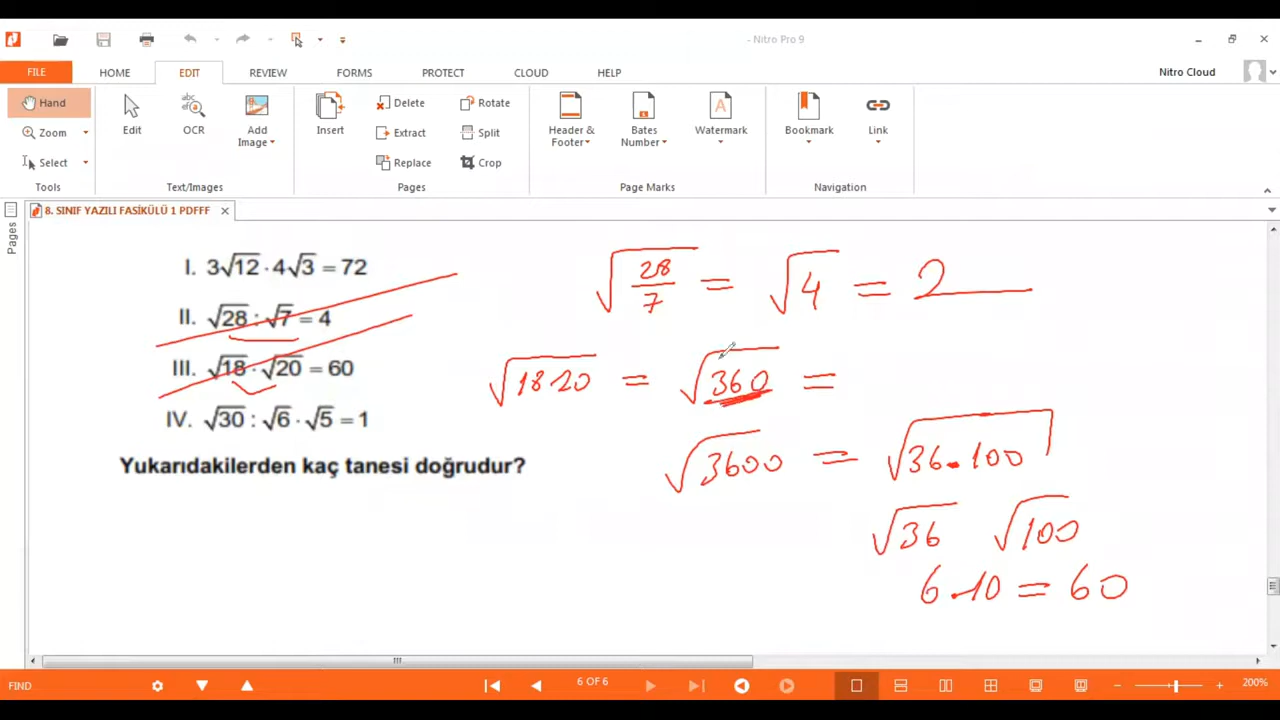 - Nitro Pro 9
FILE HOME EDIT REVIEW FORMS PROTECT CLOUD HELP Nitro Cloud
Hand
Zoom
Select
Tools
Edit OCR Add Image
Text/Images
Insert
Delete Rotate
Extract Split
Replace Crop
Pages
Header & Footer Bates Number Watermark
Page Marks
Bookmark Link
Navigation
8. SINIF YAZILI FASİKÜLÜ 1 PDFFF
Pages
I. 3√12 · 4√3 = 72
II. √28 : √7 = 4
III. √18 · √20 = 60
IV. √30 : √6 · √5 = 1
Yukarıdakilerden kaç tanesi doğrudur?
√28/7 = √4 = 2
√18.20 = √360 =
√3600 = √36.100
√36 √100
6.10 = 60
FIND 6 OF 6 200%